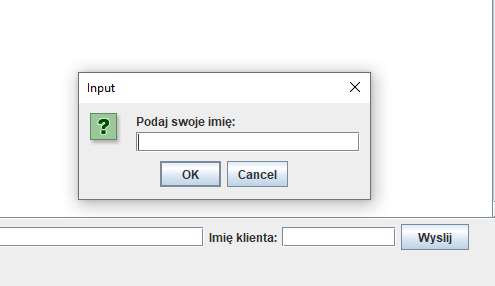 Input
Podaj swoje imię:
?
OK Cancel
Imię klienta: Wyslij